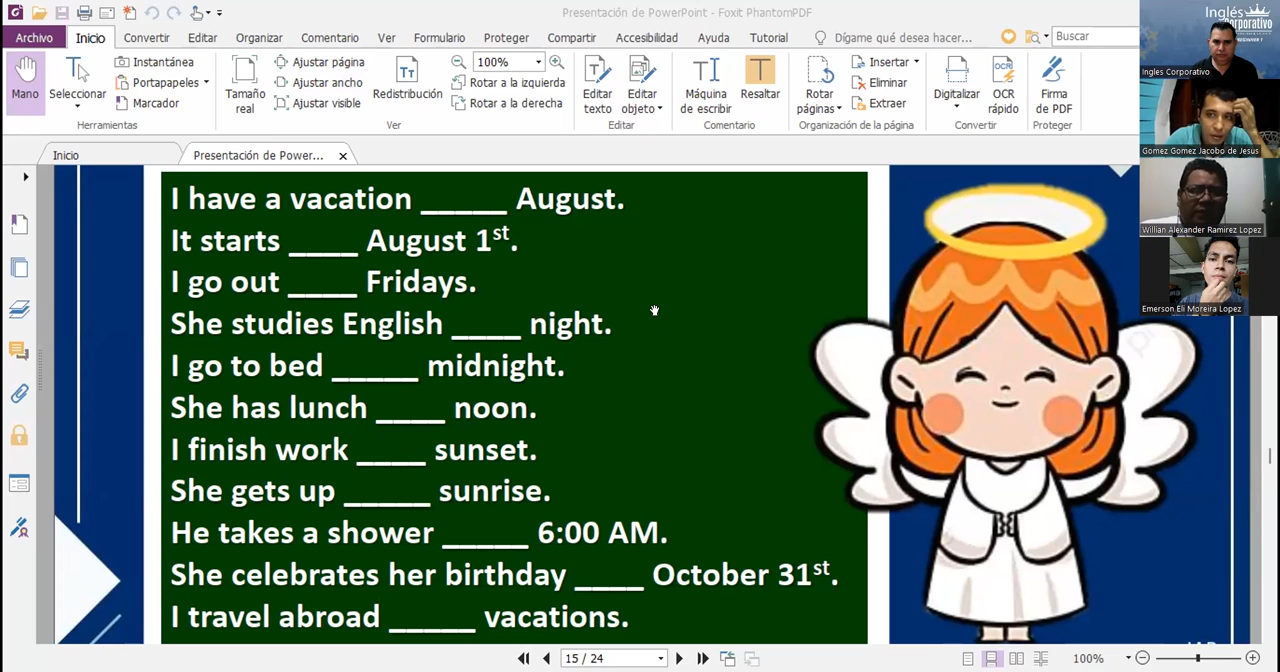 Presentación de PowerPoint - Foxit PhantomPDF
Archivo Inicio Convertir Editar Organizar Comentario Ver Formulario Proteger Compartir Accesibilidad Ayuda Tutorial Dígame qué desea hacer... Buscar
Mano
Seleccionar
Instantánea
Portapapeles
Marcador
Herramientas
Tamaño real
Ajustar página
Ajustar ancho
Ajustar visible
Redistribución
100%
Rotar a la izquierda
Rotar a la derecha
Ver
Editar texto
Editar objeto
Editar
Máquina de escribir
Resaltar
Comentario
Rotar páginas
Insertar
Eliminar
Extraer
Organización de la página
Digitalizar
OCR rápido
Convertir
Firma de PDF
Proteger
Inicio
Presentación de Power...
I have a vacation _____ August.
It starts ____ August 1st.
I go out ____ Fridays.
She studies English ____ night.
I go to bed _____ midnight.
She has lunch ____ noon.
I finish work ____ sunset.
She gets up _____ sunrise.
He takes a shower _____ 6:00 AM.
She celebrates her birthday ____ October 31st.
I travel abroad _____ vacations.
Inglés
Corporativo
Ingles Corporativo
Gomez Gomez Jacobo de Jesus
Willian Alexander Ramirez Lopez
Emerson Eli Moreira Lopez
15 / 24
100%